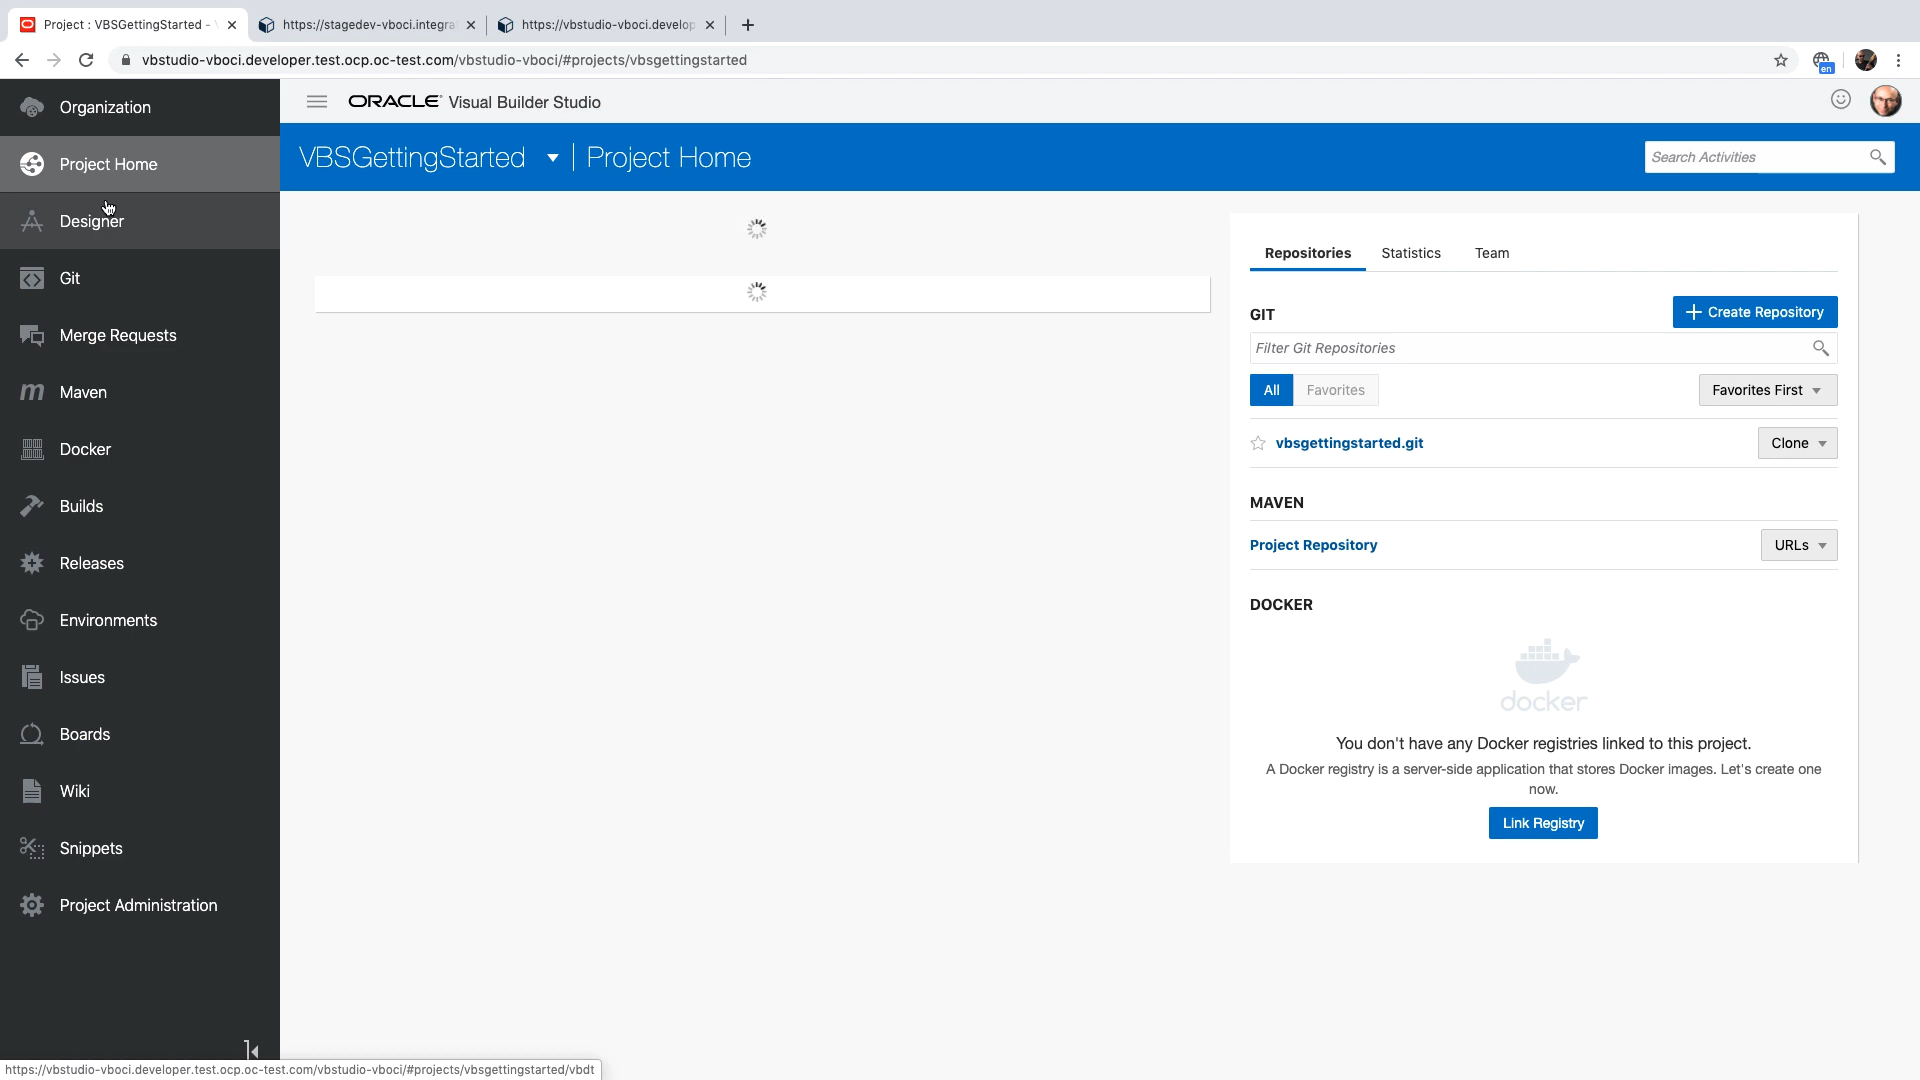 Project : VBSGettingStarted -
https://stagedev-vboci.integra
https://vbstudio-vboci.develop
vbstudio-vboci.developer.test.ocp.oc-test.com/vbstudio-vboci/#projects/vbsgettingstarted
en
Organization
Project Home
Designer
Git
Merge Requests
Maven
Docker
Builds
Releases
Environments
Issues
Boards
Wiki
Snippets
Project Administration
ORACLE Visual Builder Studio
VBSGettingStarted
Project Home
Search Activities
Repositories
Statistics
Team
GIT
Create Repository
Filter Git Repositories
All
Favorites
Favorites First
vbsgettingstarted.git
Clone
MAVEN
Project Repository
URLs
DOCKER
docker
You don't have any Docker registries linked to this project.
A Docker registry is a server-side application that stores Docker images. Let's create one
now.
Link Registry
https://vbstudio-vboci.developer.test.ocp.oc-test.com/vbstudio-vboci/#projects/vbsgettingstarted/vbdt